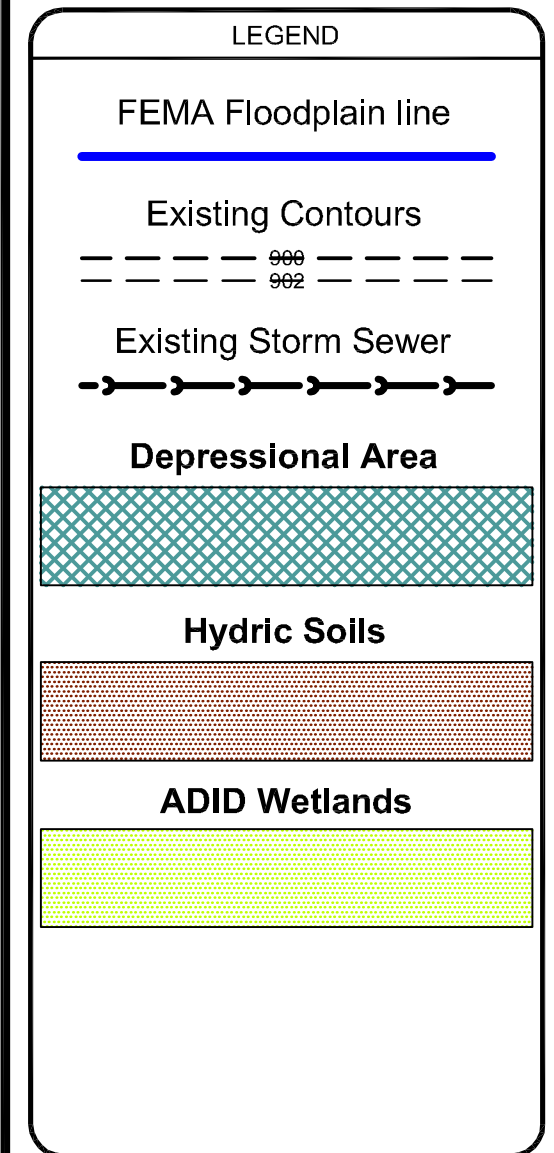 LEGEND
FEMA Floodplain line
Existing Contours
900
902
Existing Storm Sewer
Depressional Area
Hydric Soils
ADID Wetlands